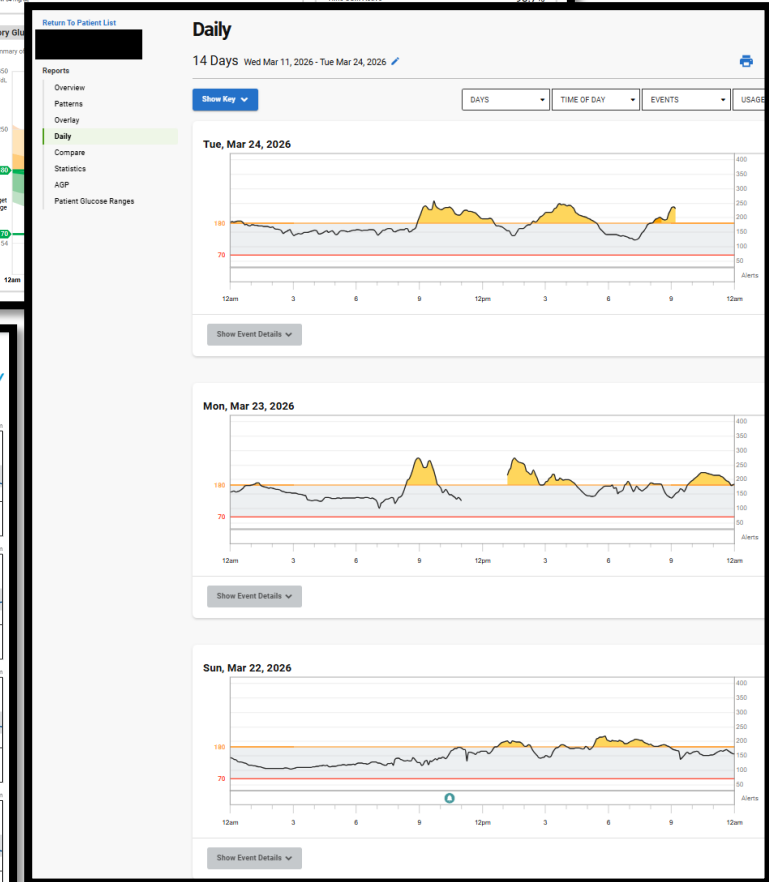 Return To Patient List
Reports
Overview
Patterns
Overlay
Daily
Compare
Statistics
AGP
Patient Glucose Ranges
Daily
14 Days Wed Mar 11, 2026 - Tue Mar 24, 2026
Show Key
DAYS
TIME OF DAY
EVENTS
USAGE
Tue, Mar 24, 2026
400
350
300
250
200
150
100
50
180
70
Alerts
12am 3 6 9 12pm 3 6 9 12am
Show Event Details
Mon, Mar 23, 2026
400
350
300
250
200
150
100
50
180
70
Alerts
12am 3 6 9 12pm 3 6 9 12am
Show Event Details
Sun, Mar 22, 2026
400
350
300
250
200
150
100
50
180
70
Alerts
12am 3 6 9 12pm 3 6 9 12am
Show Event Details
12am